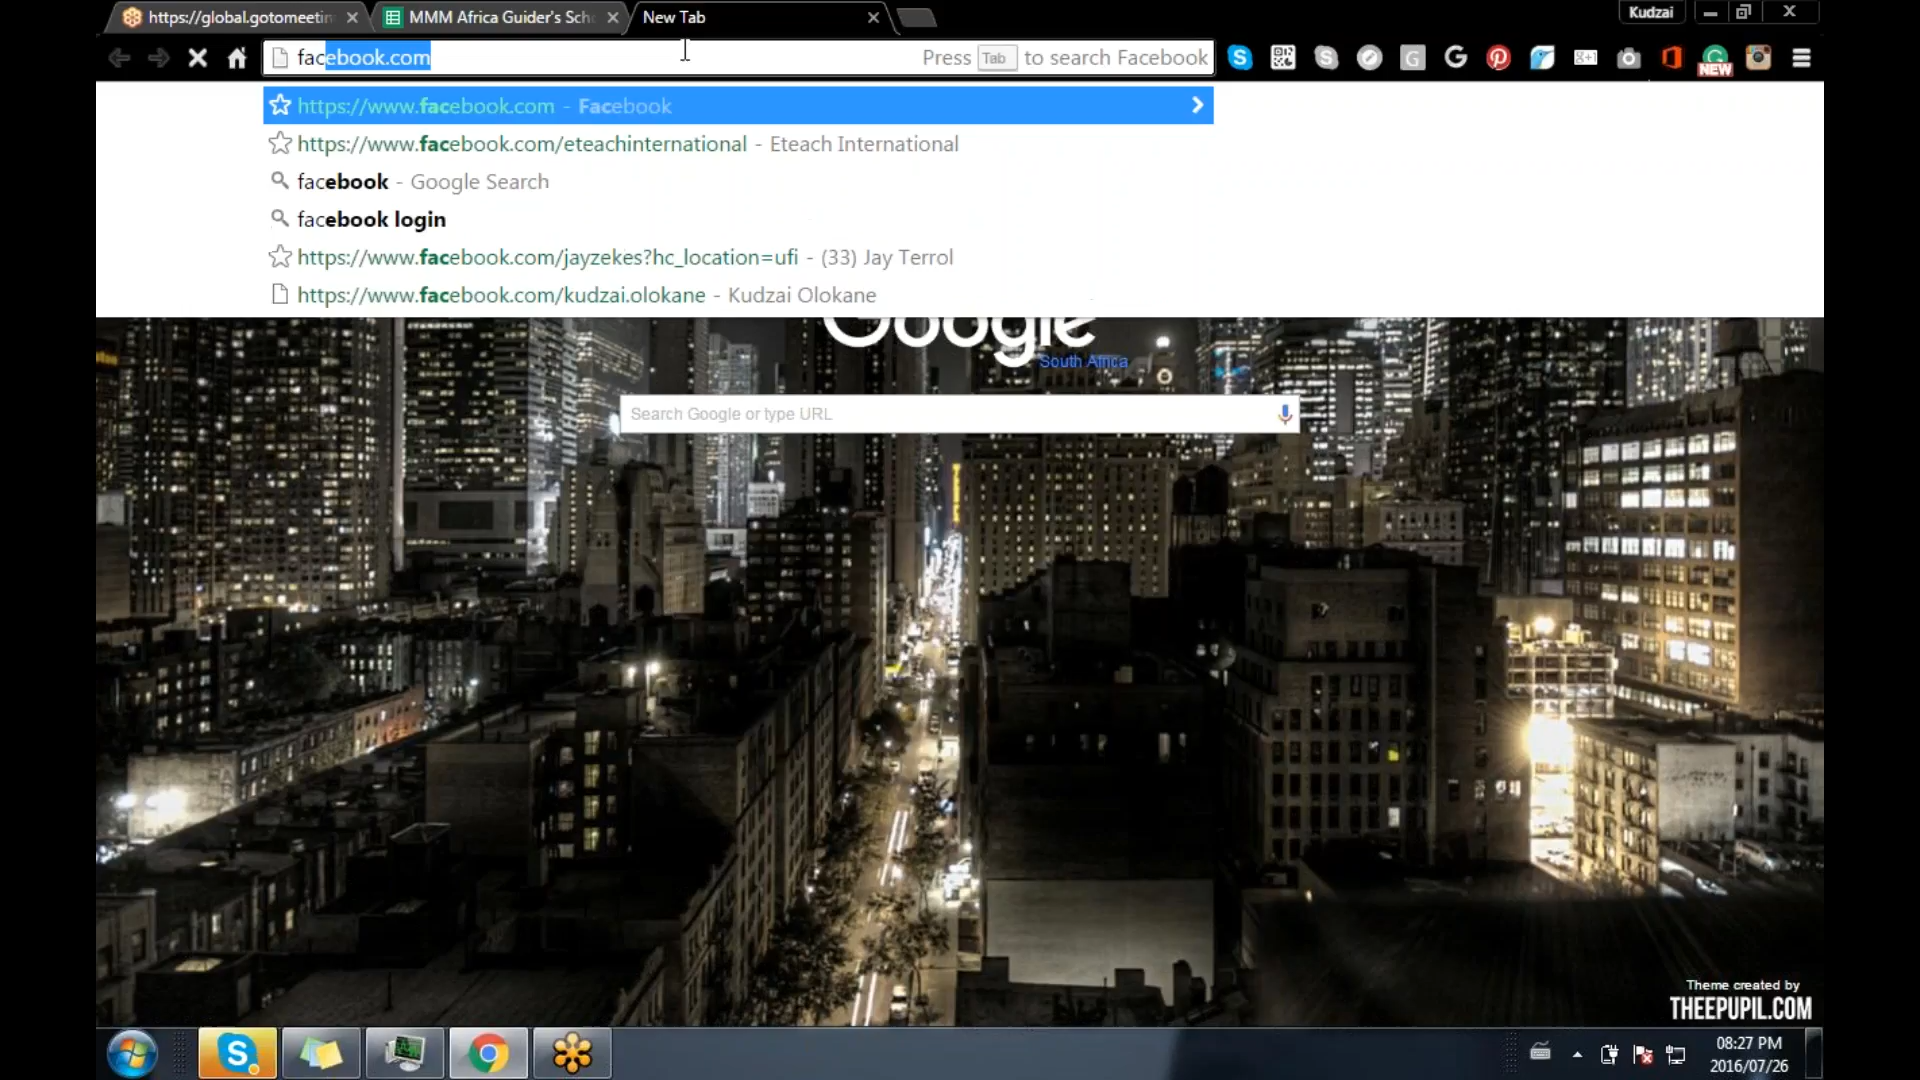 https://global.gotomeetin
MMM Africa Guider's Sch
New Tab
Kudzai
facebook.com
Press Tab to search Facebook
NEW
https://www.facebook.com - Facebook
https://www.facebook.com/eteachinternational - Eteach International
facebook - Google Search
facebook login
https://www.facebook.com/jayzekes?hc_location=ufi - (33) Jay Terrol
https://www.facebook.com/kudzai.olokane - Kudzai Olokane
Google
South Africa
Search Google or type URL
Theme created by
THEEPUPIL.COM
08:27 PM
2016/07/26